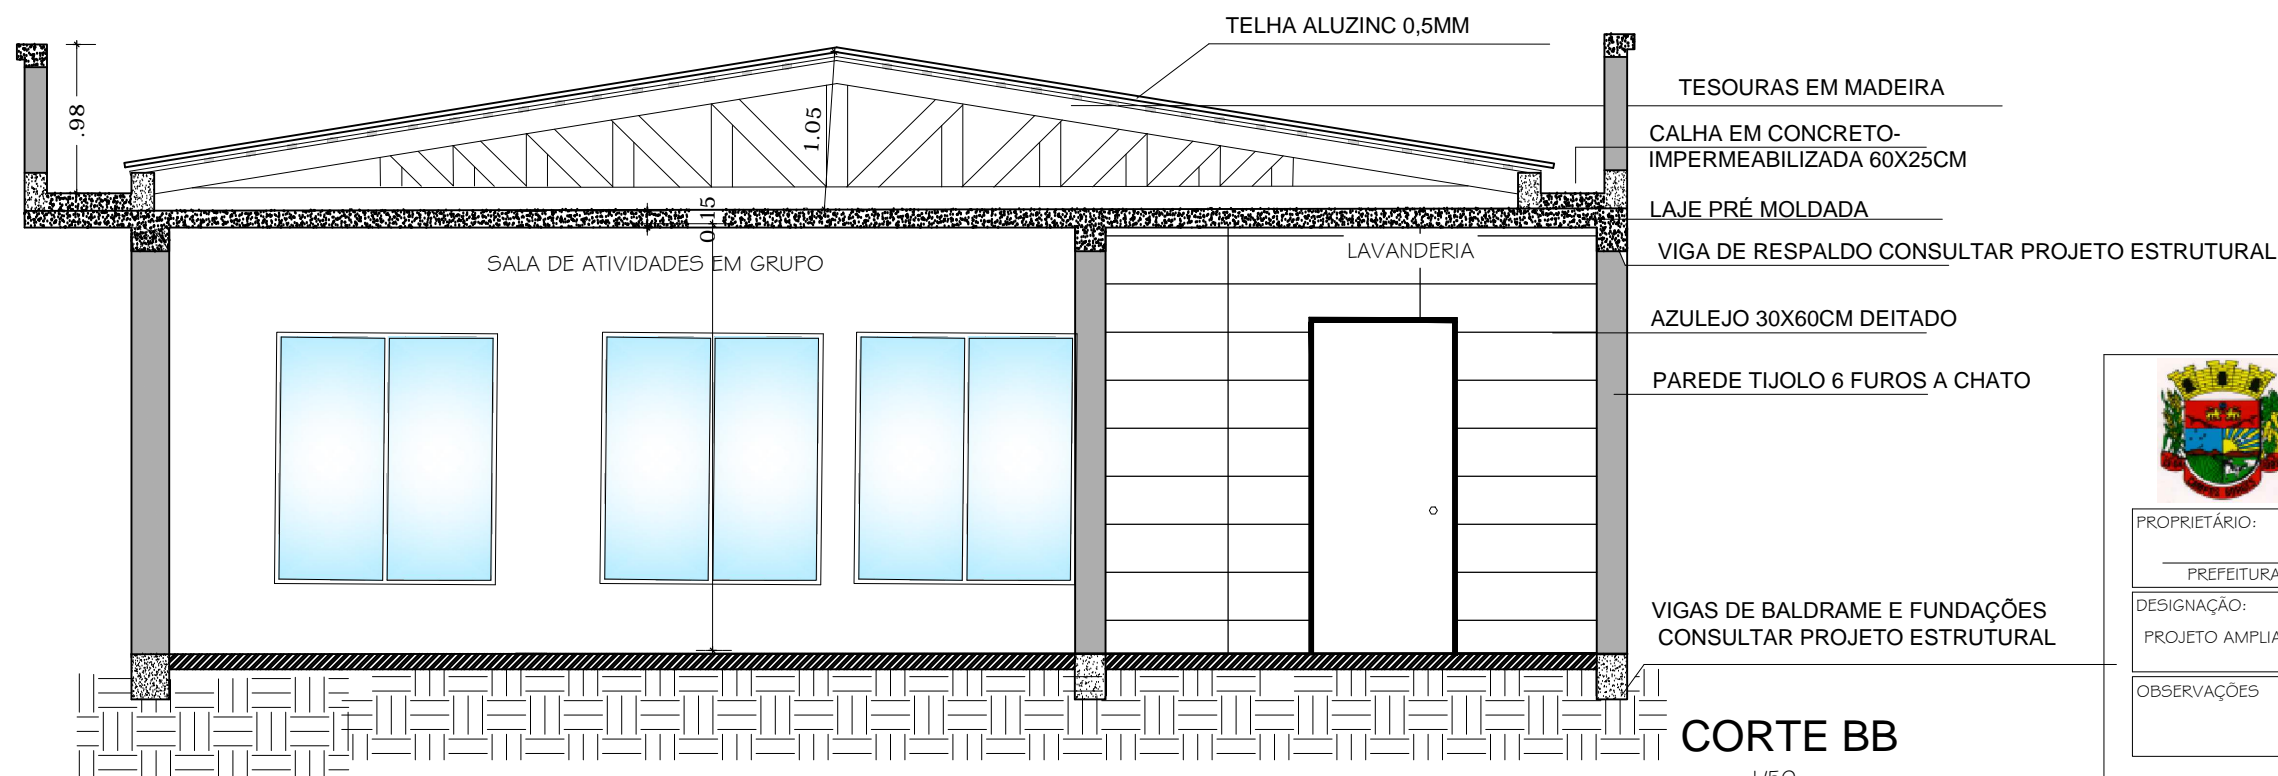 TELHA ALUZINC 0,5MM
TESOURAS EM MADEIRA
.98
1.05
CALHA EM CONCRETO-
IMPERMEABILIZADA 60X25CM
LAJE PRÉ MOLDADA
0.15
SALA DE ATIVIDADES EM GRUPO
LAVANDERIA
VIGA DE RESPALDO CONSULTAR PROJETO ESTRUTURAL
AZULEJO 30X60CM DEITADO
PAREDE TIJOLO 6 FUROS A CHATO
PROPRIETÁRIO:
PREFEITURA
DESIGNAÇÃO:
PROJETO AMPLIA
VIGAS DE BALDRAME E FUNDAÇÕES
CONSULTAR PROJETO ESTRUTURAL
OBSERVAÇÕES
CORTE BB